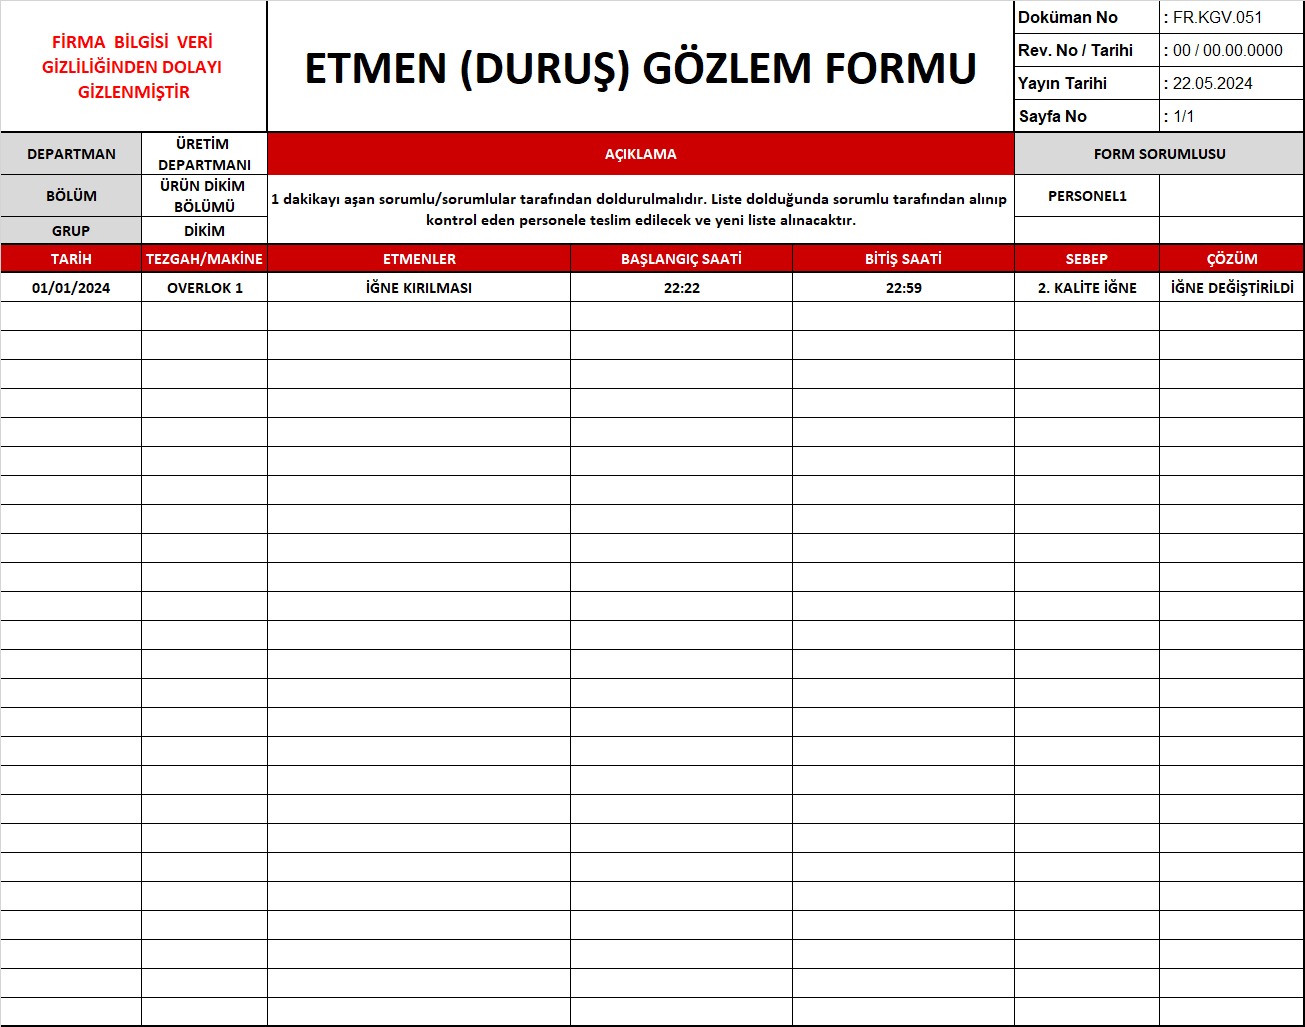 FİRMA BİLGİSİ VERİ
GİZLİLİĞİNDEN DOLAYI
GİZLENMİŞTİR
ETMEN (DURUŞ) GÖZLEM FORMU
Doküman No : FR.KGV.051
Rev. No / Tarihi : 00 / 00.00.0000
Yayın Tarihi : 22.05.2024
Sayfa No : 1/1
DEPARTMAN
ÜRETİM
DEPARTMANI
AÇIKLAMA
FORM SORUMLUSU
BÖLÜM
ÜRÜN DİKİM
BÖLÜMÜ
1 dakikayı aşan sorumlu/sorumlular tarafından doldurulmalıdır. Liste dolduğunda sorumlu tarafından alınıp
kontrol eden personele teslim edilecek ve yeni liste alınacaktır.
PERSONEL1
GRUP
DİKİM
TARİH TEZGAH/MAKİNE ETMENLER BAŞLANGIÇ SAATİ BİTİŞ SAATİ SEBEP ÇÖZÜM
01/01/2024 OVERLOK 1 İĞNE KIRILMASI 22:22 22:59 2. KALİTE İĞNE İĞNE DEĞİŞTİRİLDİ